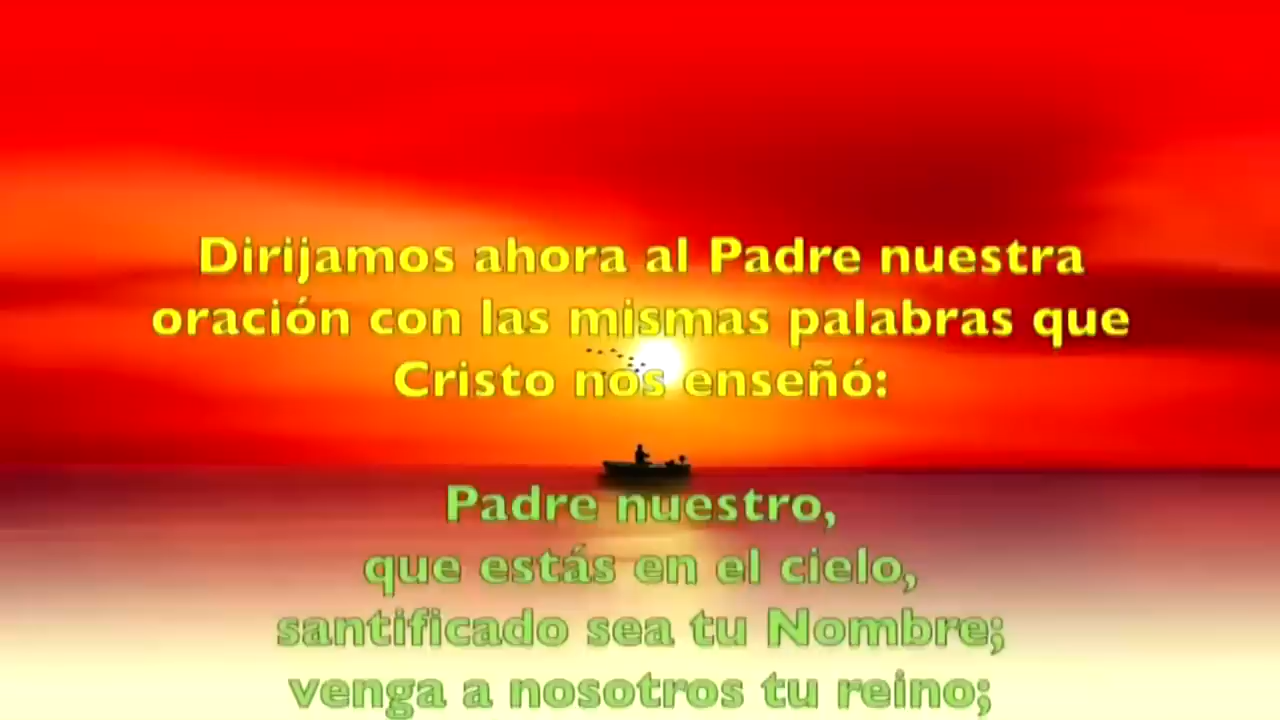 Dirijamos ahora al Padre nuestra
oración con las mismas palabras que
Cristo nos enseñó:
Padre nuestro,
que estás en el cielo,
santificado sea tu Nombre;
venga a nosotros tu reino;